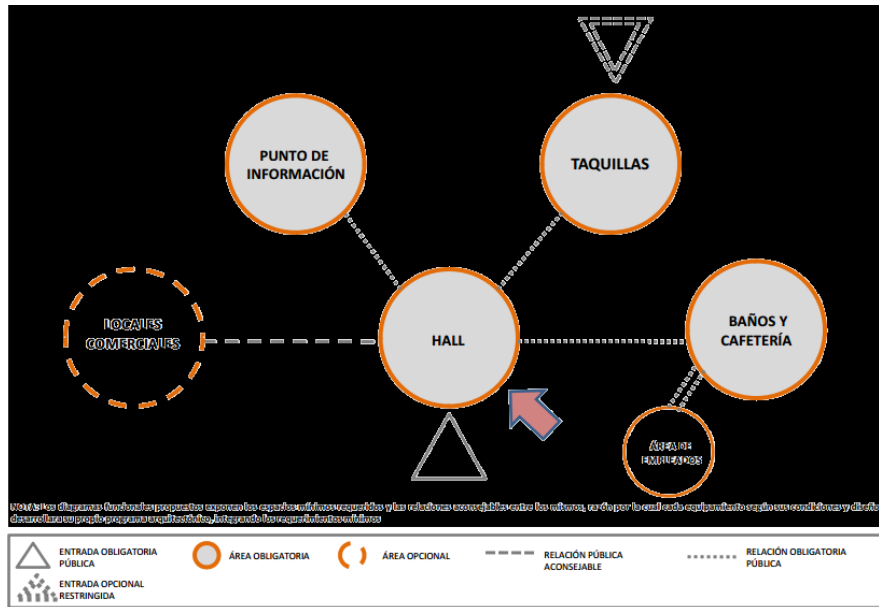 PUNTO DE
INFORMACIÓN
TAQUILLAS
LOCALES
COMERCIALES
HALL
BAÑOS Y
CAFETERÍA
ÁREA DE
EMPLEADOS
NOTA: Los diagramas funcionales propuestos exponen los espacios mínimos requeridos y las relaciones aconsejables entre los mismos, razón por la cual cada equipamiento según sus condiciones y diseño
desarrollara su propio programa arquitectónico, integrando los requerimientos mínimos
ENTRADA OBLIGATORIA
PÚBLICA
ÁREA OBLIGATORIA
ÁREA OPCIONAL
RELACIÓN PÚBLICA
ACONSEJABLE
RELACIÓN OBLIGATORIA
PÚBLICA
ENTRADA OPCIONAL
RESTRINGIDA